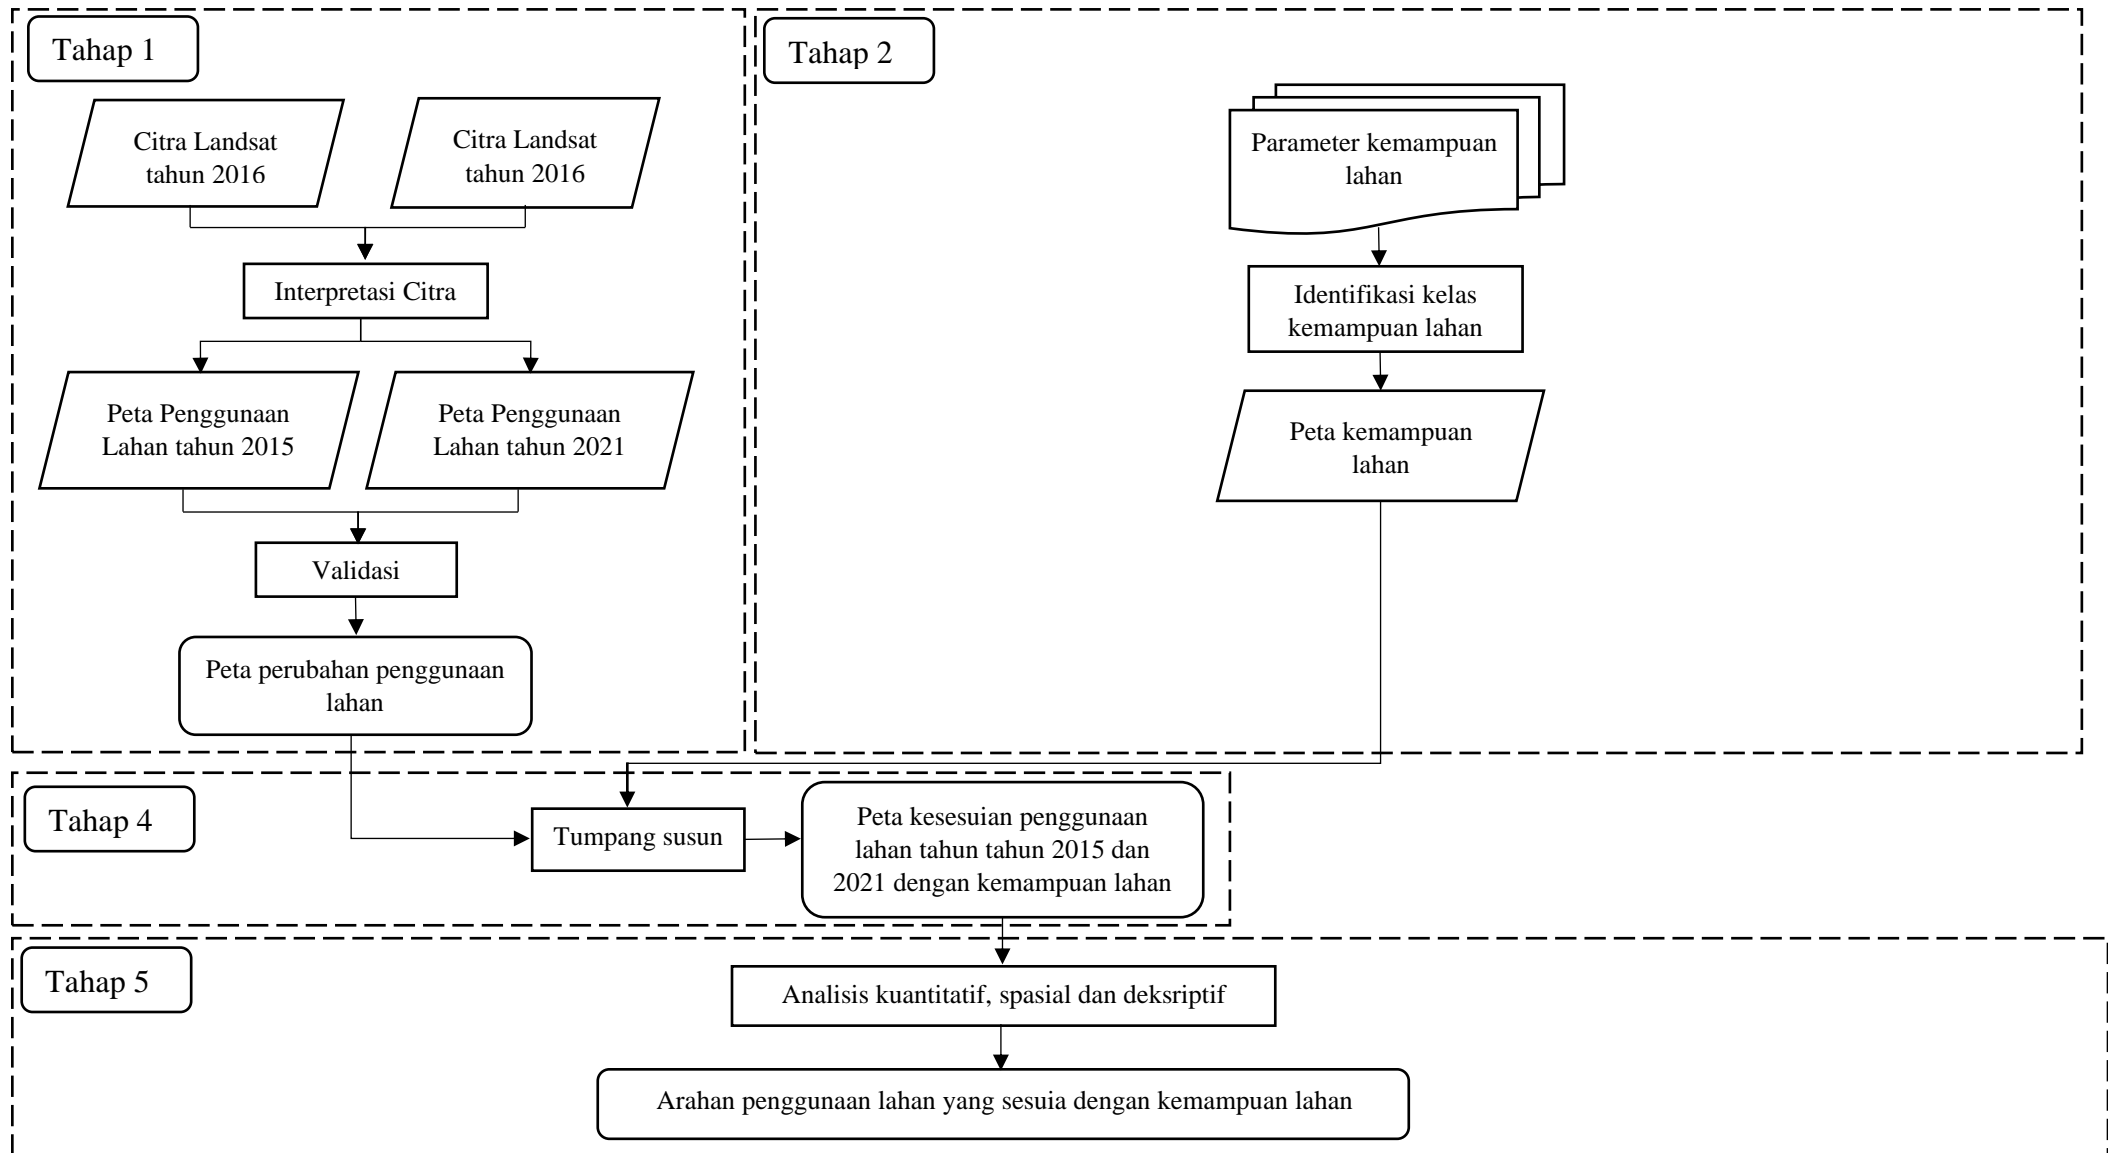 Tahap 1
Citra Landsat
tahun 2016
Citra Landsat
tahun 2016
Interpretasi Citra
Peta Penggunaan
Lahan tahun 2015
Peta Penggunaan
Lahan tahun 2021
Validasi
Peta perubahan penggunaan
lahan
Tahap 2
Parameter kemampuan
lahan
Identifikasi kelas
kemampuan lahan
Peta kemampuan
lahan
Tahap 4
Tumpang susun
Peta kesesuian penggunaan
lahan tahun tahun 2015 dan
2021 dengan kemampuan lahan
Tahap 5
Analisis kuantitatif, spasial dan deksriptif
Arahan penggunaan lahan yang sesuia dengan kemampuan lahan